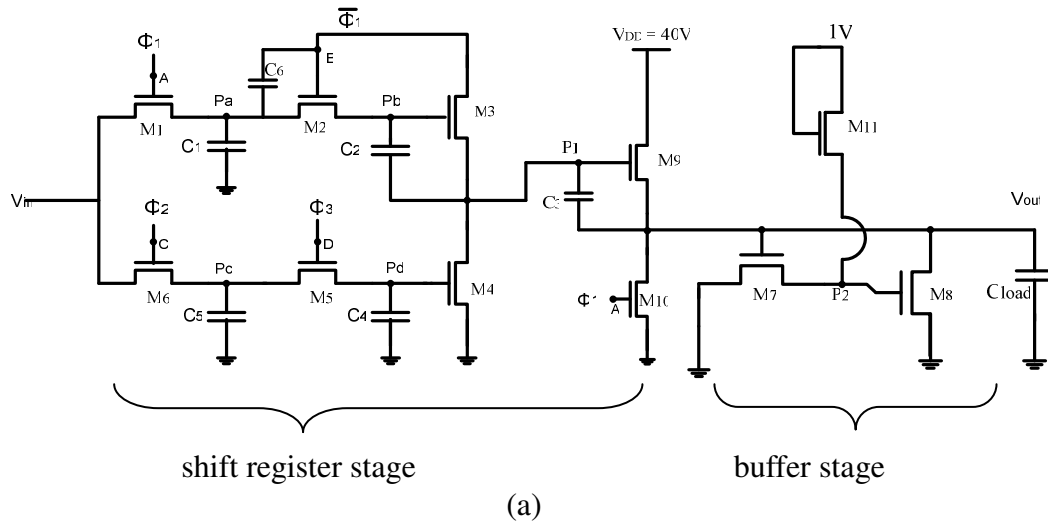 Φ1
A
M1
Pa
C1
C6
Φ̅1
E
M2
Pb
C2
M3
Vin
Φ2
C
M6
Pc
C5
Φ3
D
M5
Pd
C4
M4
P1
VDD = 40V
M9
Φ1
A
M10
1V
M11
M7
P2
M8
Vout
Cload
shift register stage
buffer stage
(a)